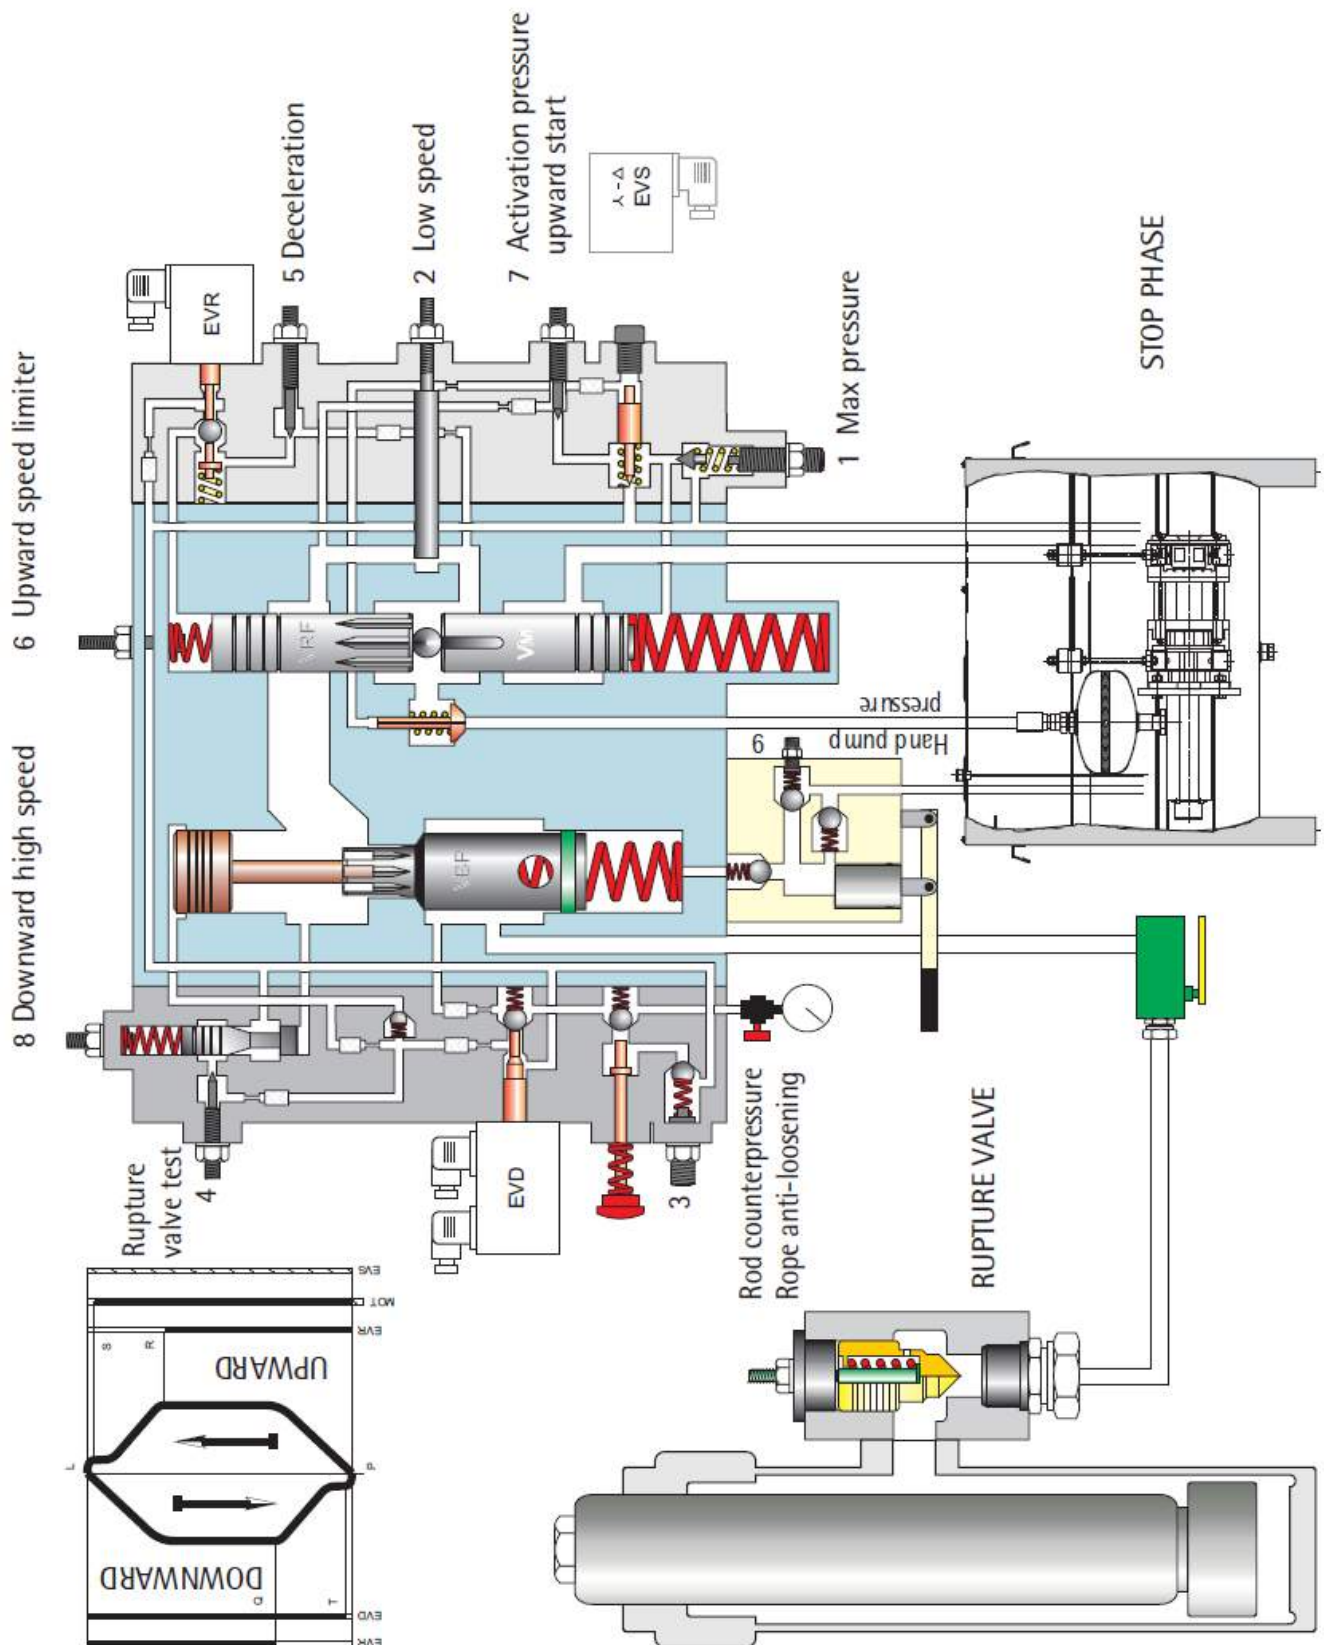 6 Upward speed limiter
8 Downward high speed
EVR
5 Deceleration
2 Low speed
7 Activation pressure
upward start
⅄ - Δ
EVS
1 Max pressure
STOP PHASE
VRF
VM
VBF
Hand pump
pressure
9
Rupture
valve test
4
EVD
3
Rod counterpressure
Rope anti-loosening
RUPTURE VALVE
EVS
MOT
EVR
S
R
UPWARD
L
P
DOWNWARD
Q
T
EVD
EVR